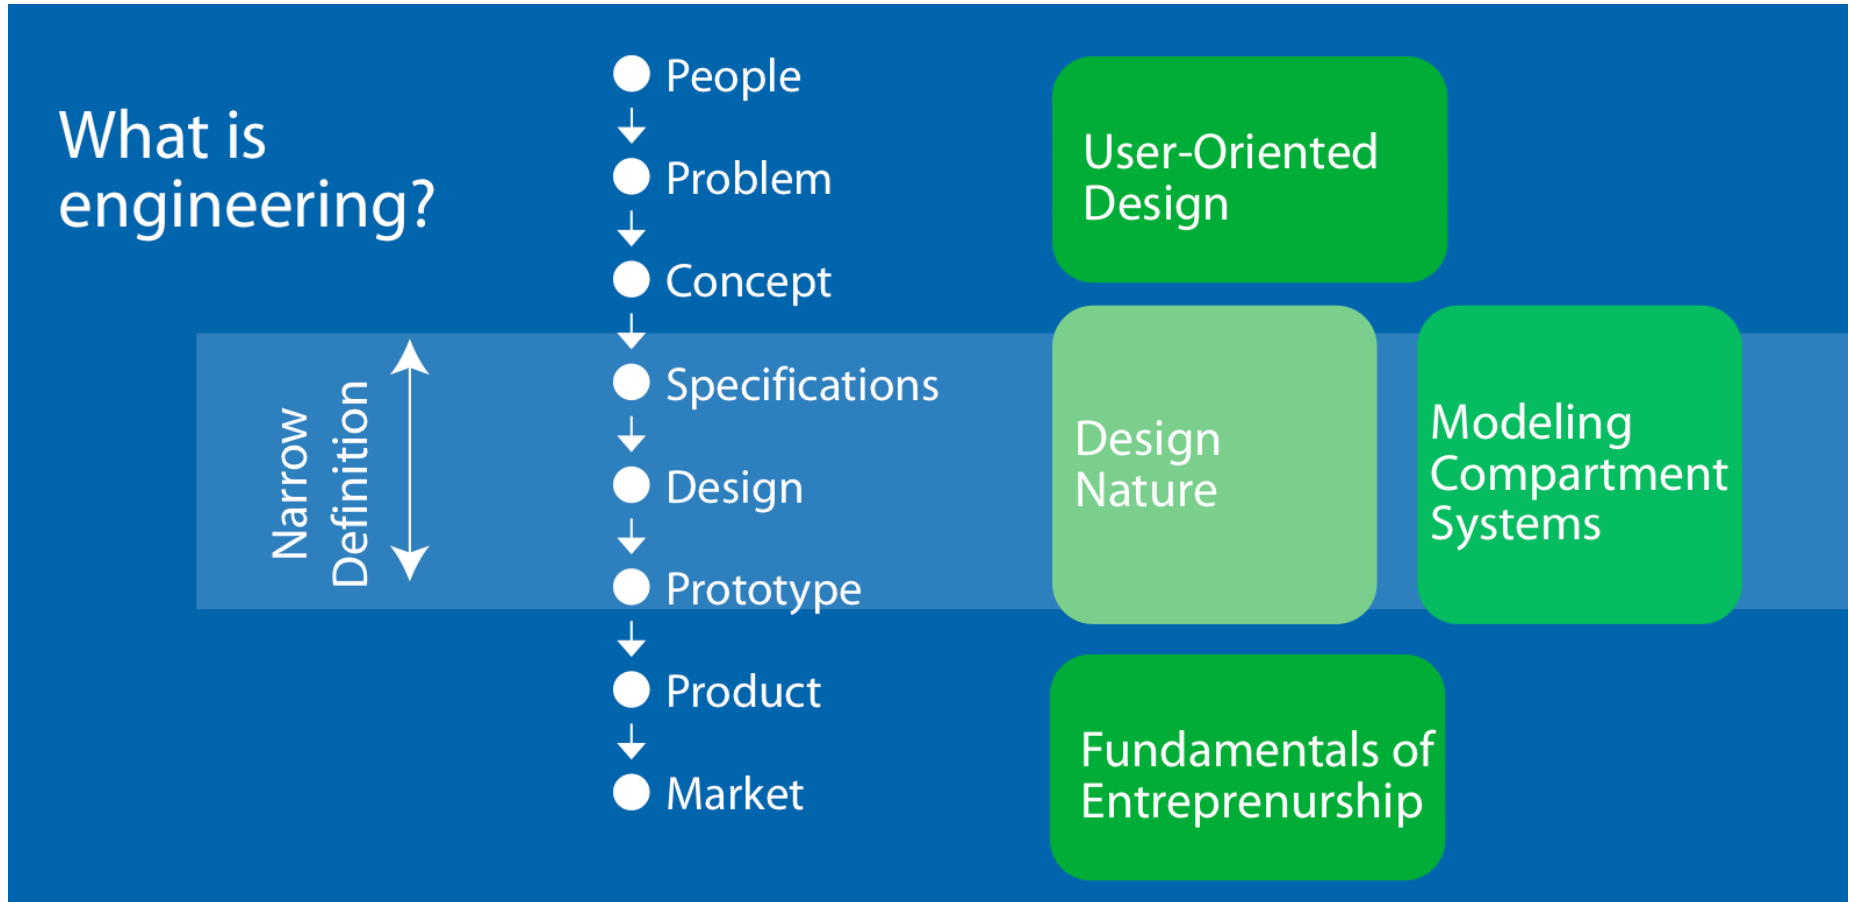 What is
engineering?
Narrow
Definition
People
Problem
Concept
Specifications
Design
Prototype
Product
Market
User-Oriented
Design
Design
Nature
Modeling
Compartment
Systems
Fundamentals of
Entreprenurship